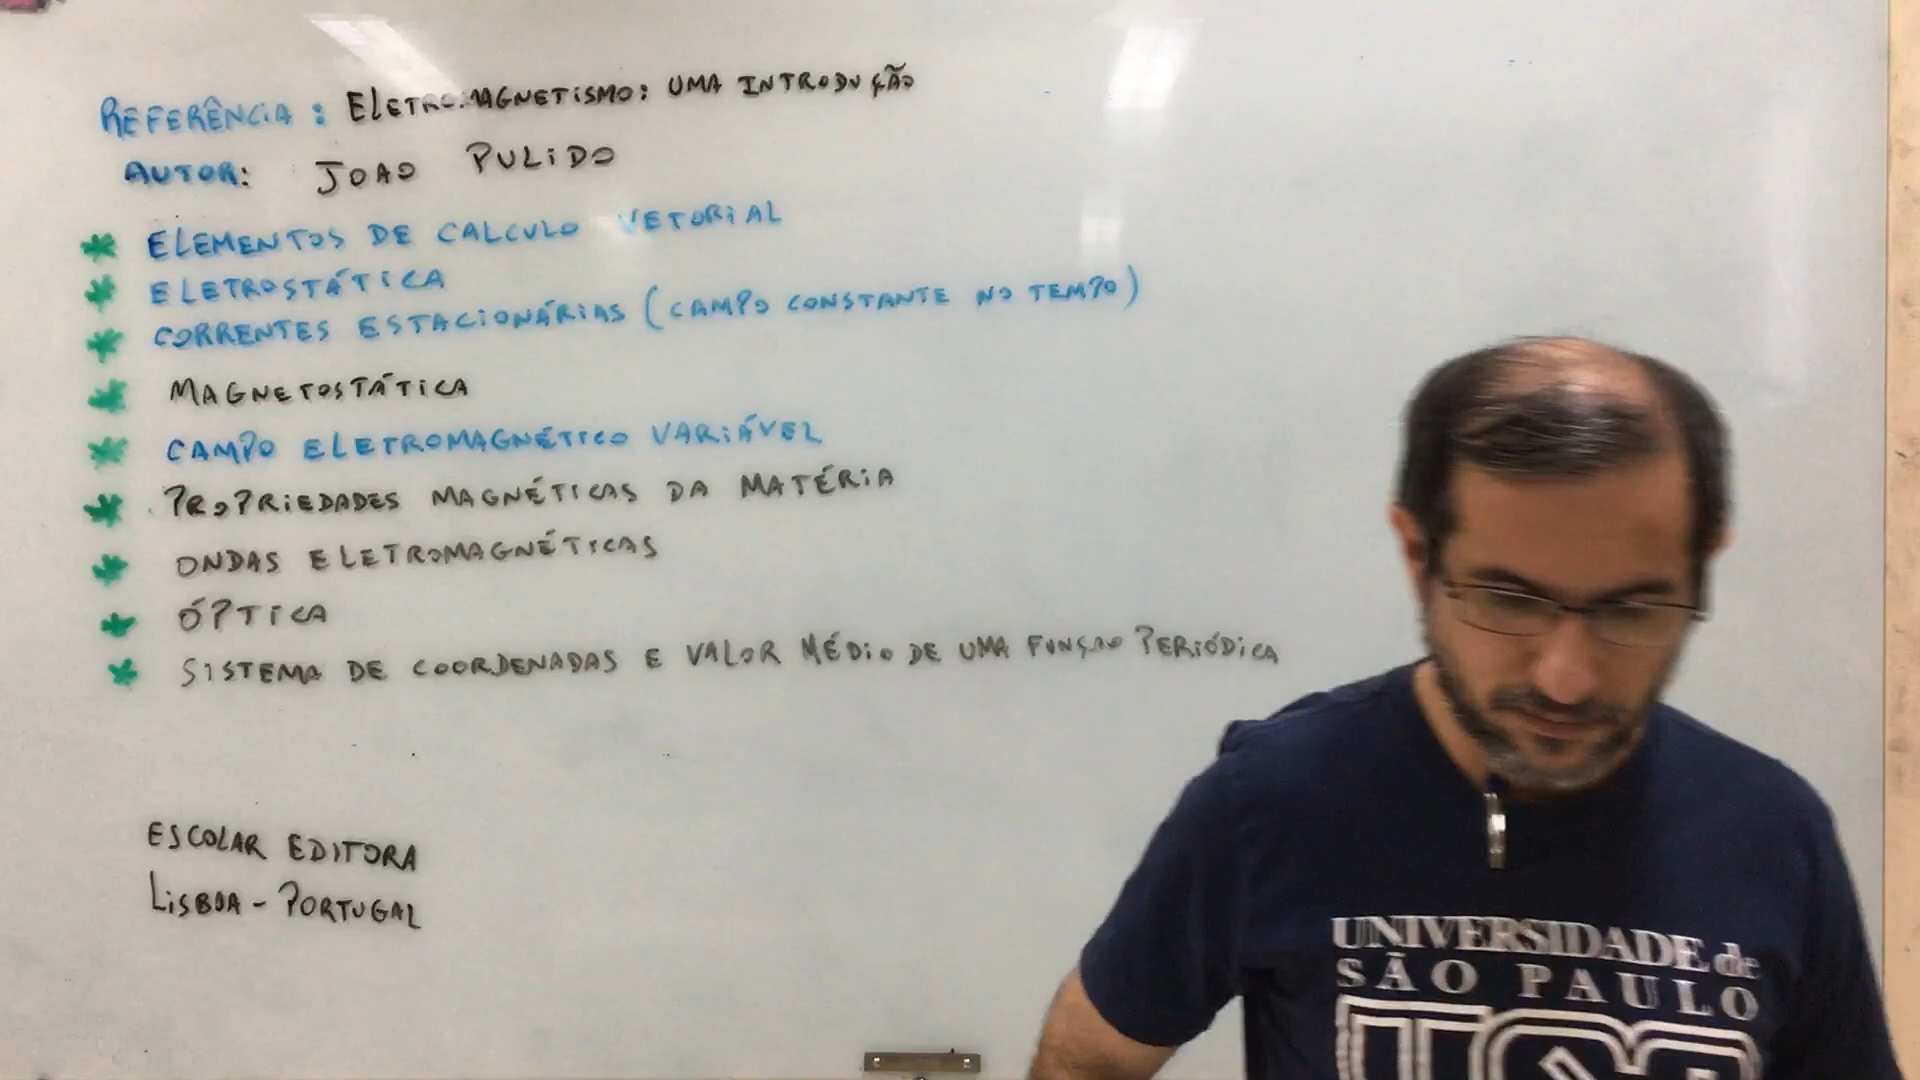 REFERÊNCIA: ELETROMAGNETISMO: UMA INTRODUÇÃO
AUTOR: JOAO PULIDO
* ELEMENTOS DE CALCULO VETORIAL
* ELETROSTÁTICA
* CORRENTES ESTACIONÁRIAS (CAMPO CONSTANTE NO TEMPO)
* MAGNETOSTÁTICA
* CAMPO ELETROMAGNÉTICO VARIÁVEL
* PROPRIEDADES MAGNÉTICAS DA MATÉRIA
* ONDAS ELETROMAGNÉTICAS
* ÓPTICA
* SISTEMA DE COORDENADAS E VALOR MÉDIO DE UMA FUNÇAO PERIÓDICA
ESCOLAR EDITORA
LISBOA - PORTUGAL
UNIVERSIDADE de
SÃO PAULO
USP